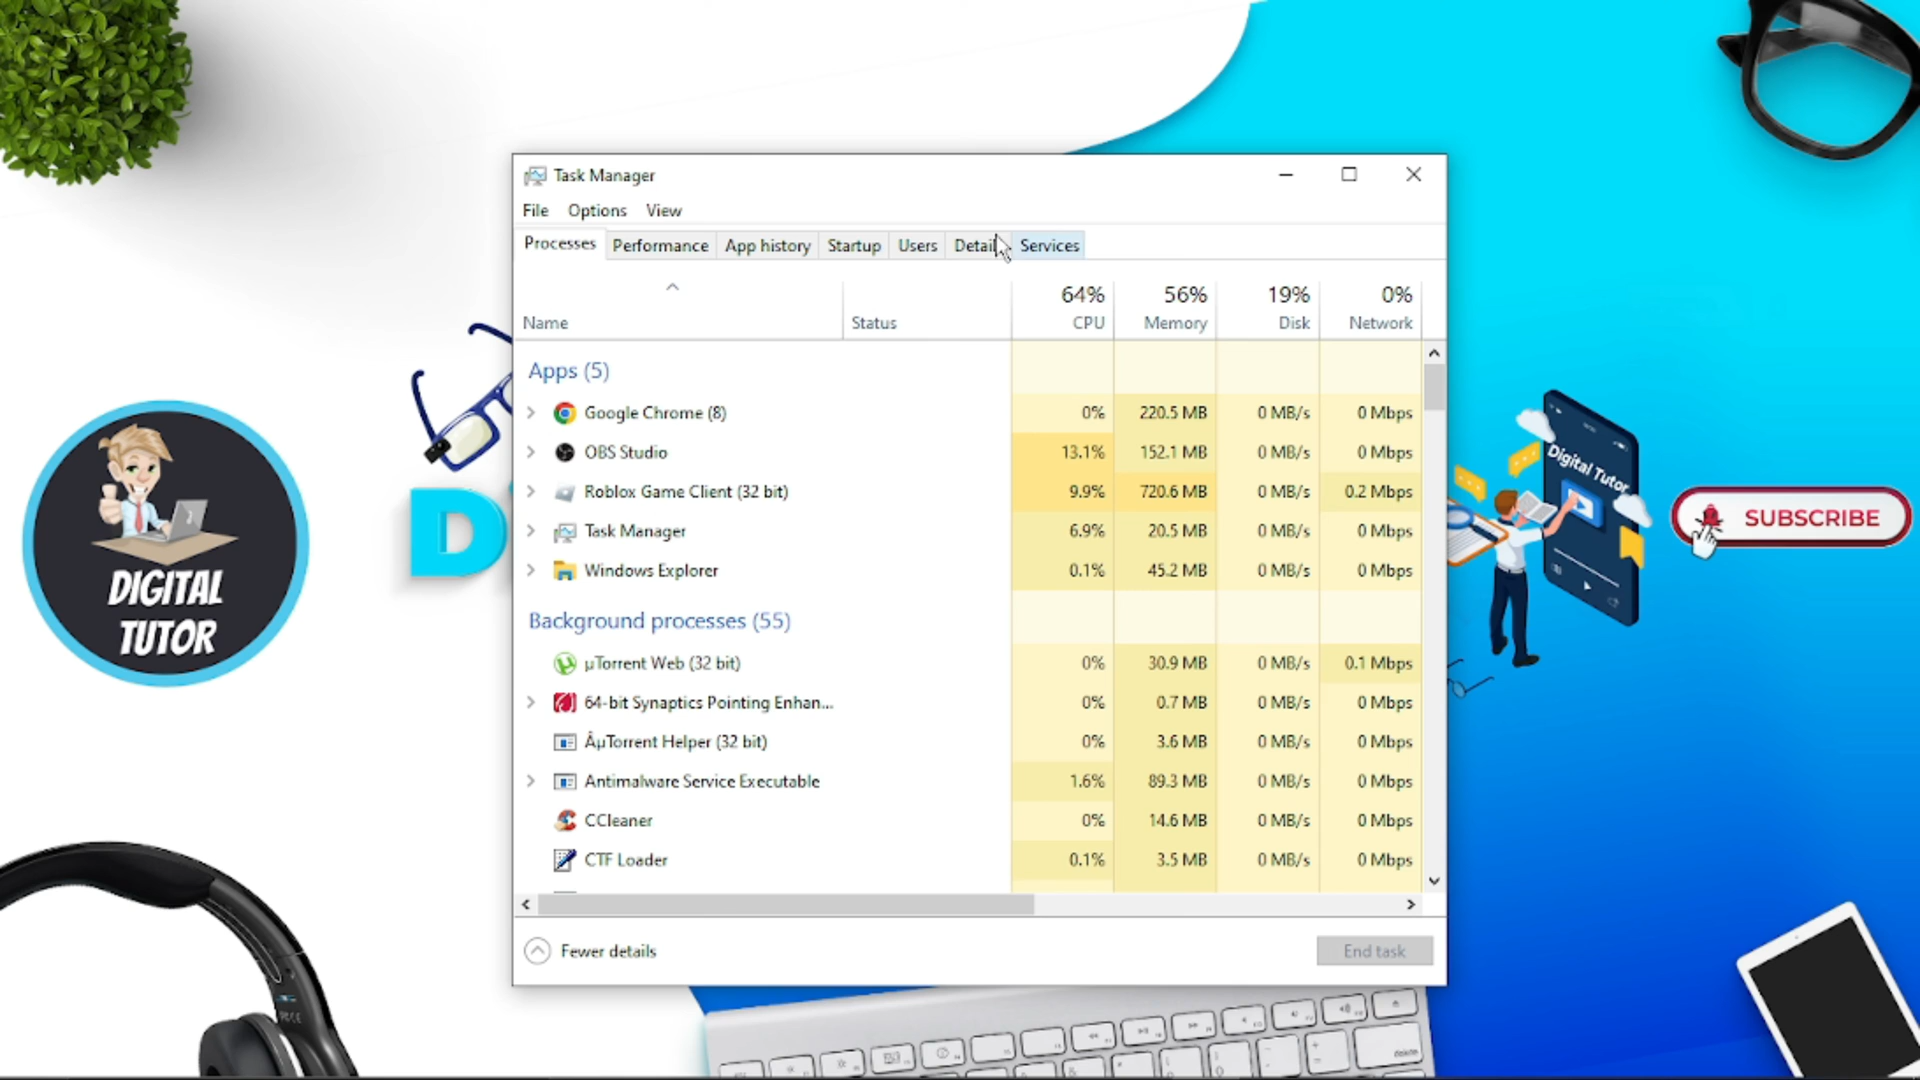 Task Manager
File Options View
Processes Performance App history Startup Users Detail Services
64% 56% 19% 0%
Name Status CPU Memory Disk Network
Apps (5)
Google Chrome (8) 0% 220.5 MB 0 MB/s 0 Mbps
OBS Studio 13.1% 152.1 MB 0 MB/s 0 Mbps
Roblox Game Client (32 bit) 9.9% 720.6 MB 0 MB/s 0.2 Mbps
Task Manager 6.9% 20.5 MB 0 MB/s 0 Mbps
Windows Explorer 0.1% 45.2 MB 0 MB/s 0 Mbps
Background processes (55)
µTorrent Web (32 bit) 0% 30.9 MB 0 MB/s 0.1 Mbps
64-bit Synaptics Pointing Enhan... 0% 0.7 MB 0 MB/s 0 Mbps
ÂµTorrent Helper (32 bit) 0% 3.6 MB 0 MB/s 0 Mbps
Antimalware Service Executable 1.6% 89.3 MB 0 MB/s 0 Mbps
CCleaner 0% 14.6 MB 0 MB/s 0 Mbps
CTF Loader 0.1% 3.5 MB 0 MB/s 0 Mbps
Fewer details End task
DIGITAL
TUTOR
D
Digital Tutor
SUBSCRIBE
delete